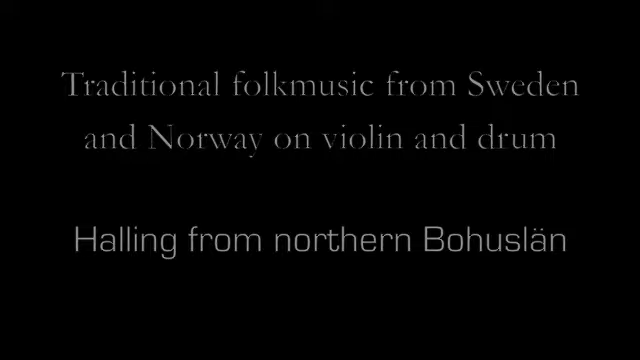 Traditional folkmusic from Sweden
and Norway on violin and drum
Halling from northern Bohuslän